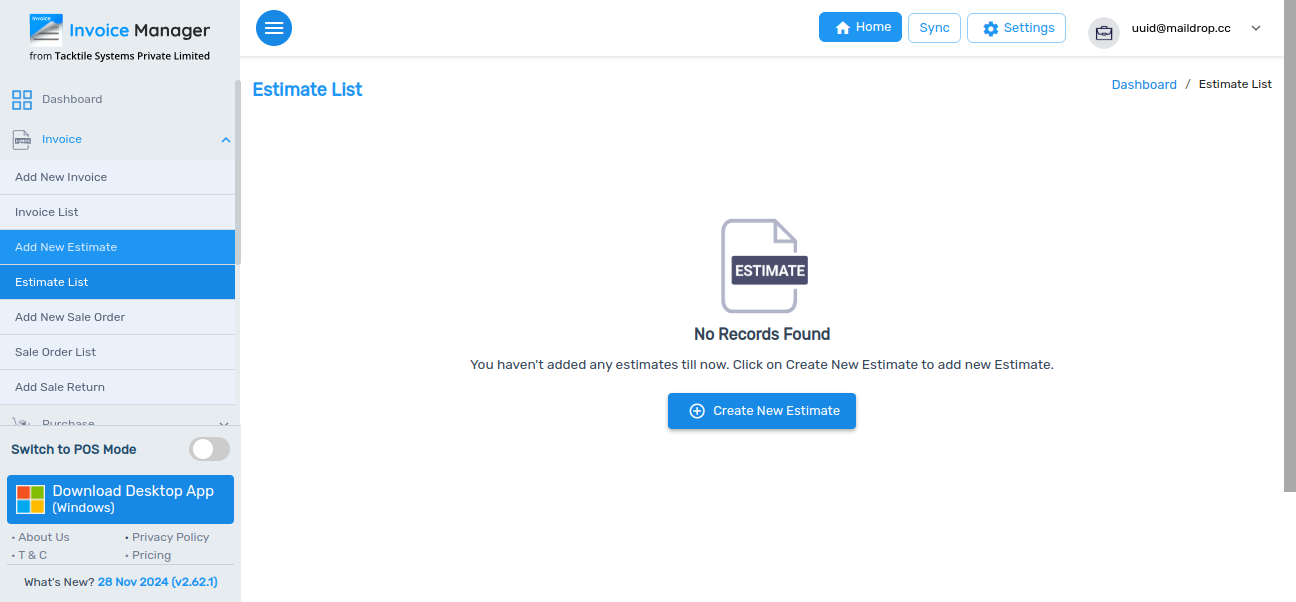 Invoice
Invoice Manager
from Tacktile Systems Private Limited
Home
Sync
Settings
uuid@maildrop.cc
Estimate List
Dashboard / Estimate List
Dashboard
Invoice
Add New Invoice
Invoice List
Add New Estimate
Estimate List
Add New Sale Order
Sale Order List
Add Sale Return
Purchase
ESTIMATE
No Records Found
You haven't added any estimates till now. Click on Create New Estimate to add new Estimate.
Create New Estimate
Switch to POS Mode
Download Desktop App
(Windows)
• About Us
• Privacy Policy
• T & C
• Pricing
What's New? 28 Nov 2024 (v2.62.1)